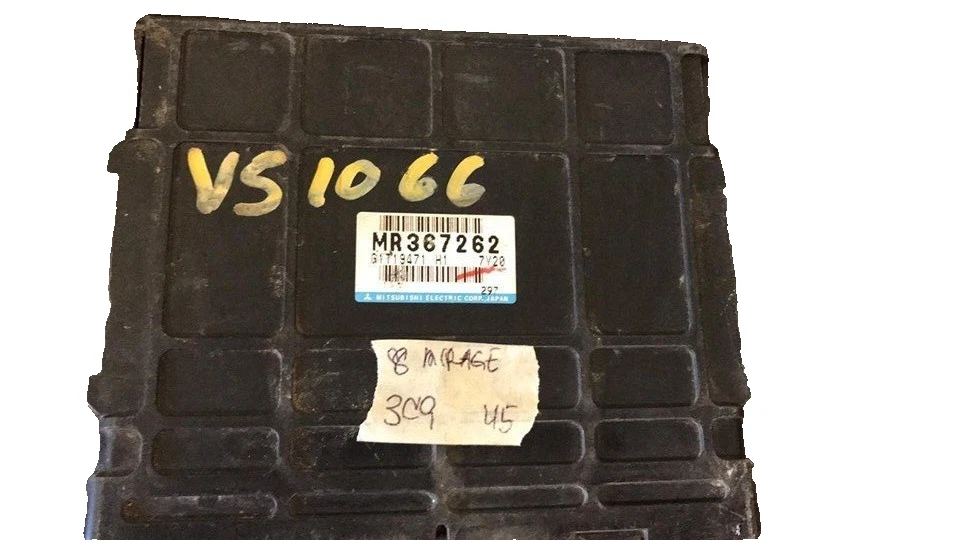 VS 10 66
MR367262
G1T19471 H1 7Y20
297
MITSUBISHI ELECTRIC CORP. JAPAN
98 MIRAGE
3C9 45